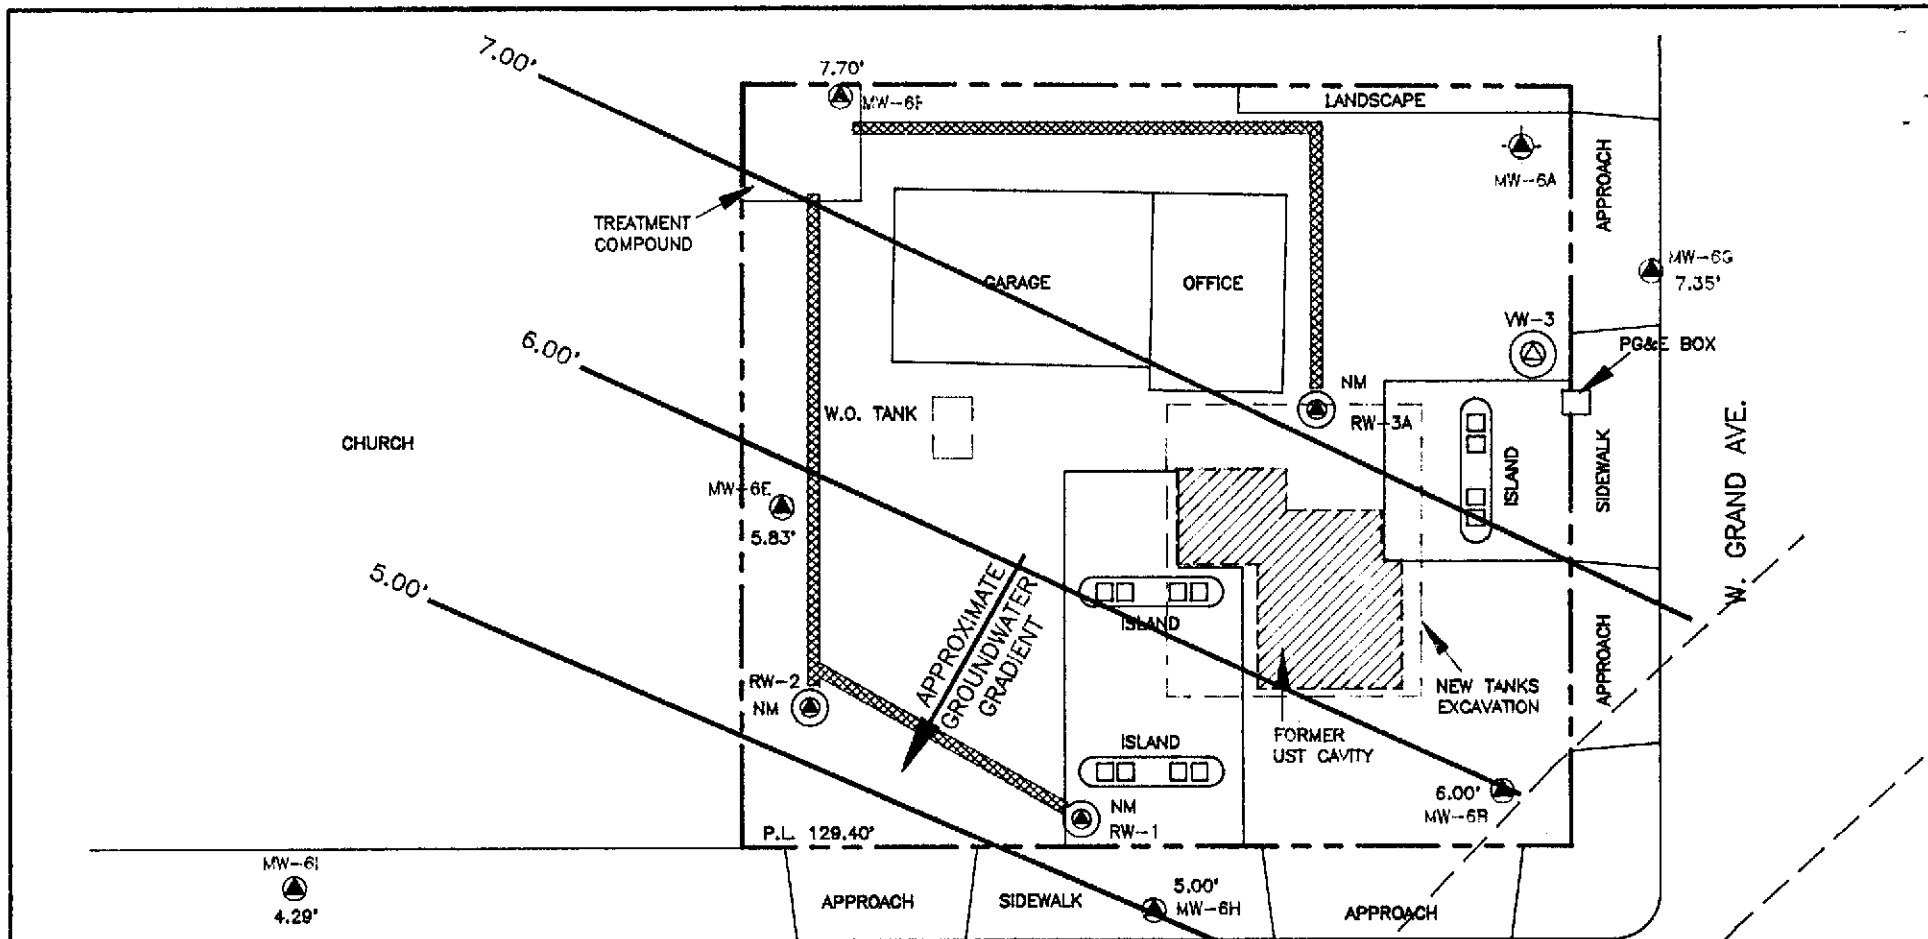 7.00'
7.70'
MW-6F
LANDSCAPE
MW-6A
APPROACH
TREATMENT
COMPOUND
MW-6G
7.35'
GARAGE
OFFICE
VW-3
PG&E BOX
6.00'
NM
RW-3A
W.O. TANK
CHURCH
ISLAND
SIDEWALK
W. GRAND AVE.
MW-6E
5.83'
5.00'
APPROXIMATE
GROUNDWATER
GRADIENT
ISLAND
APPROACH
RW-2
NM
NEW TANKS
EXCAVATION
FORMER
UST CAVITY
ISLAND
6.00'
NM
RW-1
P.L. 129.40'
MW-6I
4.29'
5.00'
MW-6H
APPROACH
SIDEWALK
APPROACH